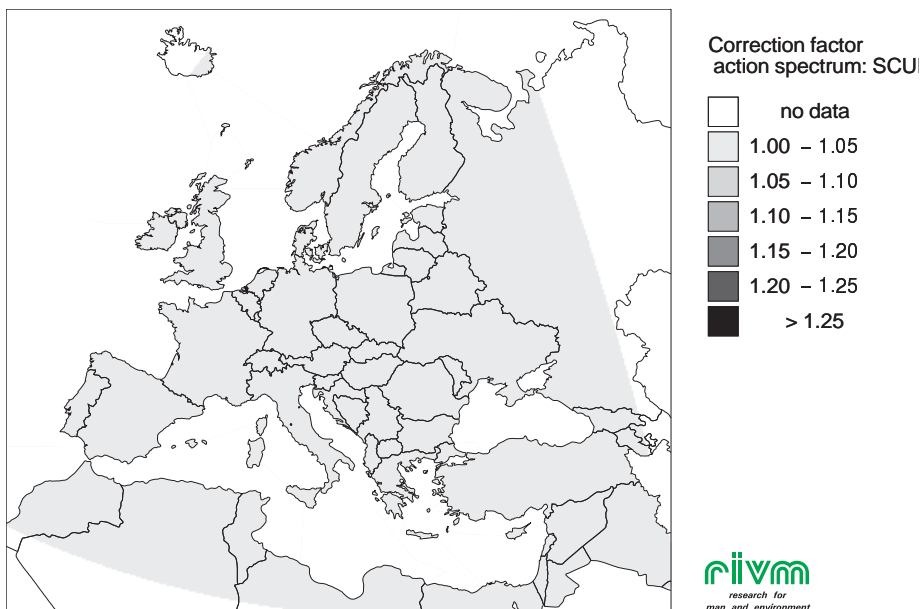 Correction factor
action spectrum: SCUI
no data
1.00 – 1.05
1.05 – 1.10
1.10 – 1.15
1.15 – 1.20
1.20 – 1.25
> 1.25
rivm
research for
man and environment